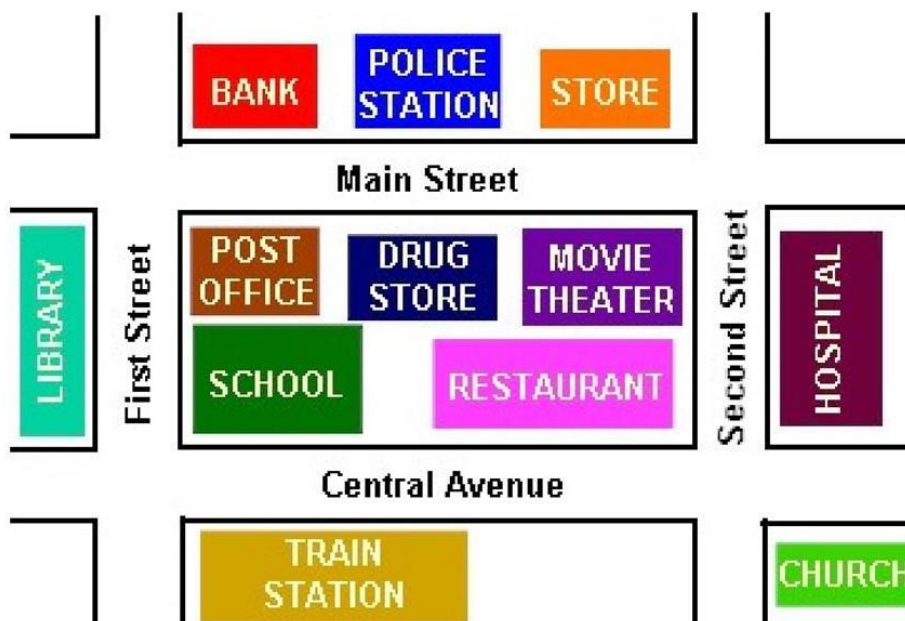 BANK
POLICE
STATION
STORE
Main Street
LIBRARY
First Street
POST
OFFICE
DRUG
STORE
MOVIE
THEATER
SCHOOL
RESTAURANT
Second Street
HOSPITAL
Central Avenue
TRAIN
STATION
CHURCH